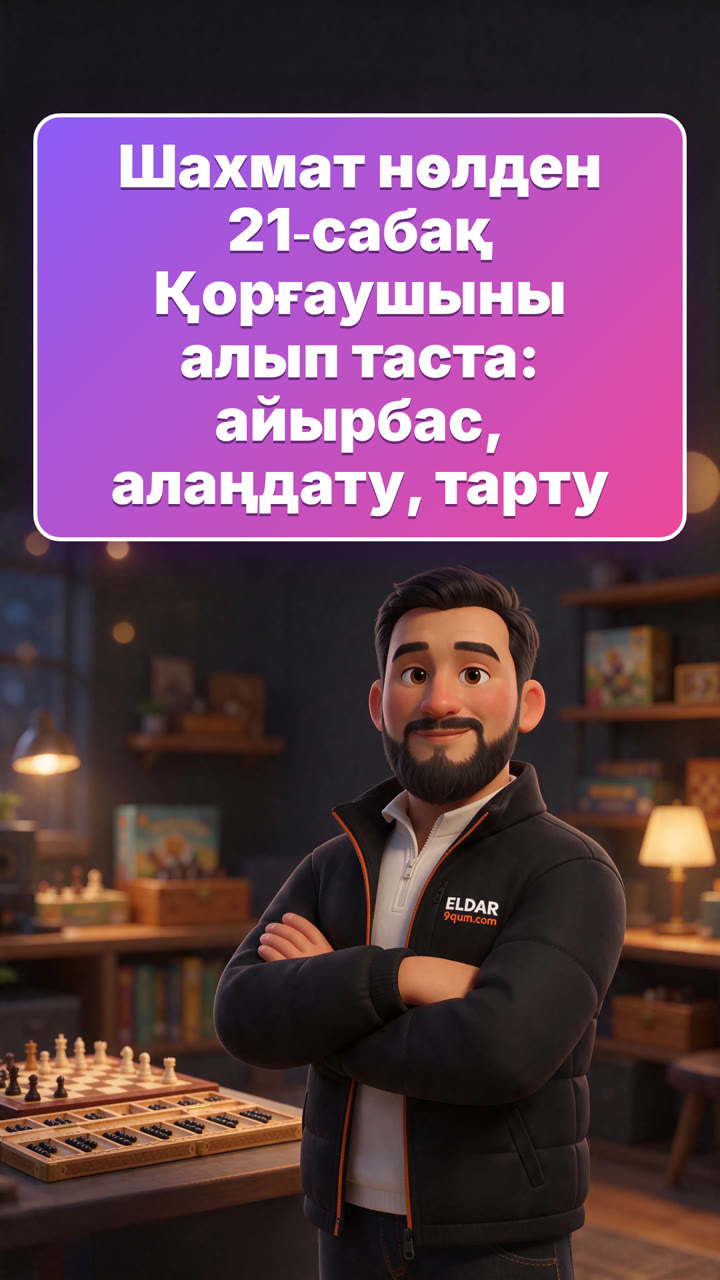 Шахмат нөлден
21-сабақ
Қорғаушыны
алып таста:
айырбас,
алаңдату, тарту
ELDAR
9qum.com